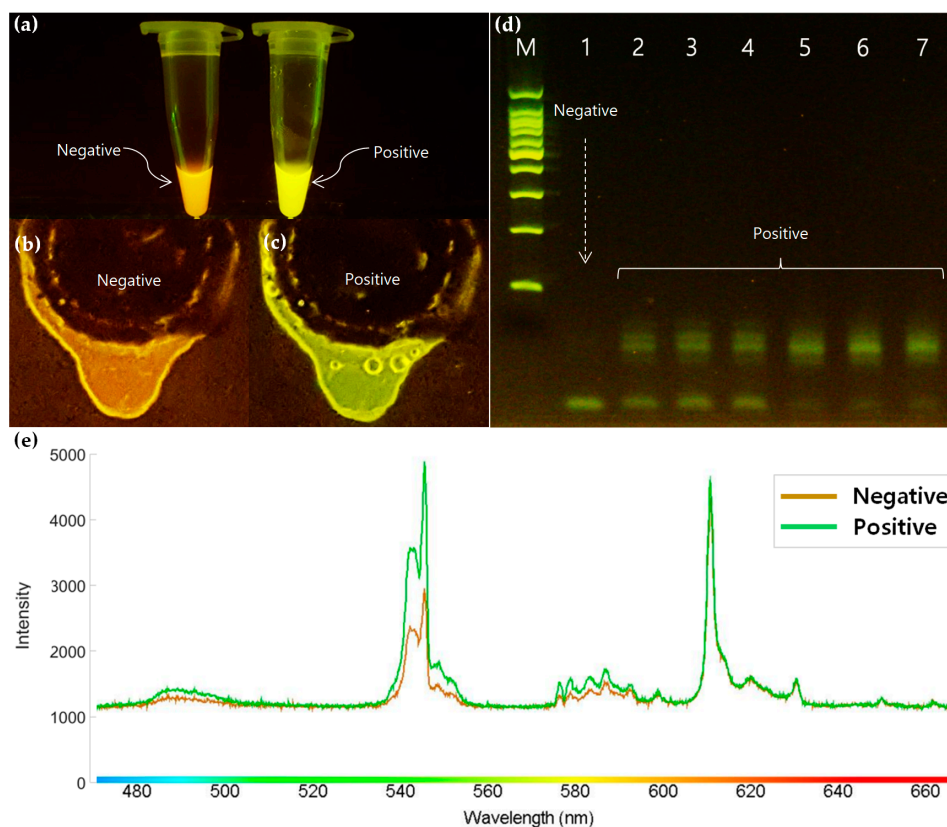 (a)
Negative
Positive
(b)
Negative
(c)
Positive
(d)
M 1 2 3 4 5 6 7
Negative
Positive
(e)
5000
4000
3000
2000
1000
0
Intensity
Negative
Positive
480 500 520 540 560 580 600 620 640 660
Wavelength (nm)